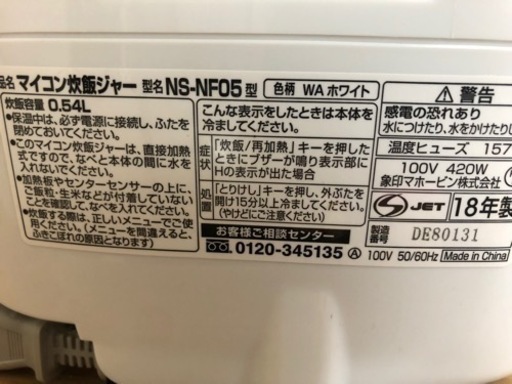 品名 マイコン炊飯ジャー 型名 NS-NF05型 色柄 WA ホワイト
炊飯容量 0.54L
●保温中は、必ず電源に接続し、ふたを
閉めておいてください。
●このマイコン炊飯ジャーは、直接加熱
式ですので、なべと本体の間に水を
入れないでください。
●加熱板やセンターセンサーの上に、
ご飯粒・生米などが付着していない
ことを確認して、なべを入れてください。
●炊飯する際は、正しいメニューでご使
用ください。(メニューを間違えると、
ふきこぼれの原因となります。)
こんな表示をしたときは本体を
冷ましてください。
症状 「炊飯/再加熱」キーを押した
ときにブザーが鳴り表示部に
Hの表示が出た場合
処置 「とりけし」キーを押し、外ぶたを
開け15分以上冷ましてください。
(やけどにご注意ください)
お客様ご相談センター
0120-345135 Ⓐ
⚠警告
感電の恐れあり
水につけたり、水をかけたりし
温度ヒューズ 157
100V 420W
象印マホービン株式会社
S JET 18年製
製造番号 DE80131
100V 50/60Hz Made in China